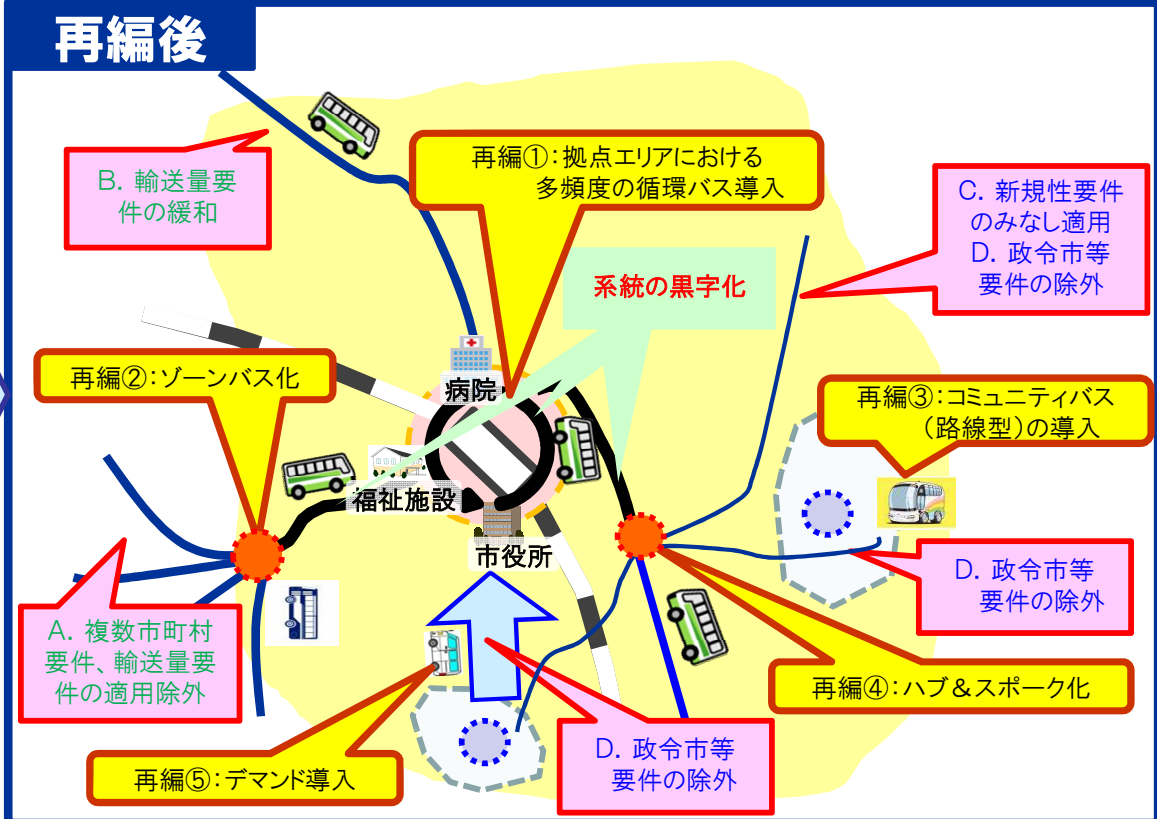 再編後
B. 輸送量要
件の緩和
再編①:拠点エリアにおける
多頻度の循環バス導入
C. 新規性要件
のみなし適用
D. 政令市等
要件の除外
系統の黒字化
再編②:ゾーンバス化
病院
再編③:コミュニティバス
(路線型)の導入
福祉施設
市役所
D. 政令市等
要件の除外
A. 複数市町村
要件、輸送量要
件の適用除外
再編④:ハブ&スポーク化
D. 政令市等
要件の除外
再編⑤:デマンド導入